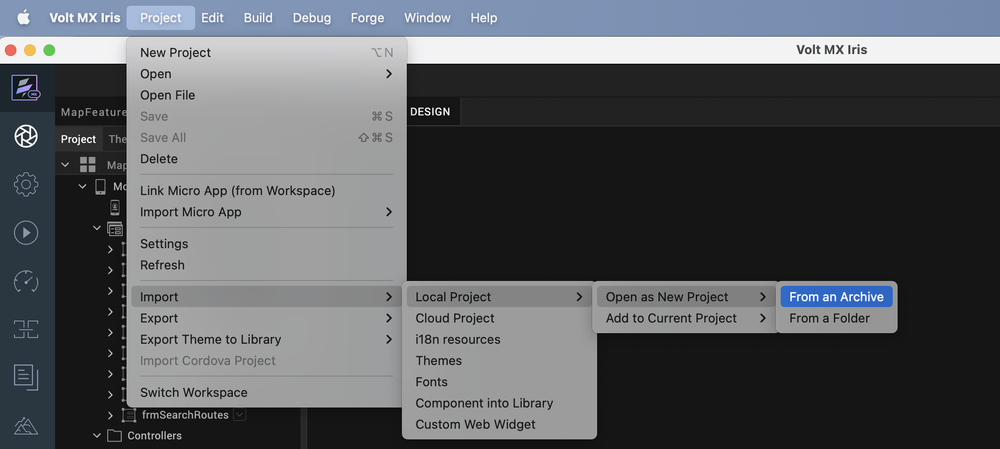 Volt MX Iris Project Edit Build Debug Forge Window Help
Volt MX Iris
New Project ⌥ N
Open
Open File
Save ⌘ S
Save All ⇧ ⌘ S
Delete
Link Micro App (from Workspace)
Import Micro App
Settings
Refresh
Import
Export
Export Theme to Library
Import Cordova Project
Switch Workspace
Local Project
Cloud Project
i18n resources
Themes
Fonts
Component into Library
Custom Web Widget
Open as New Project
Add to Current Project
From an Archive
From a Folder
MX
MapFeature
DESIGN
Project The
Map
Mo
frmSearchRoutes
Controllers